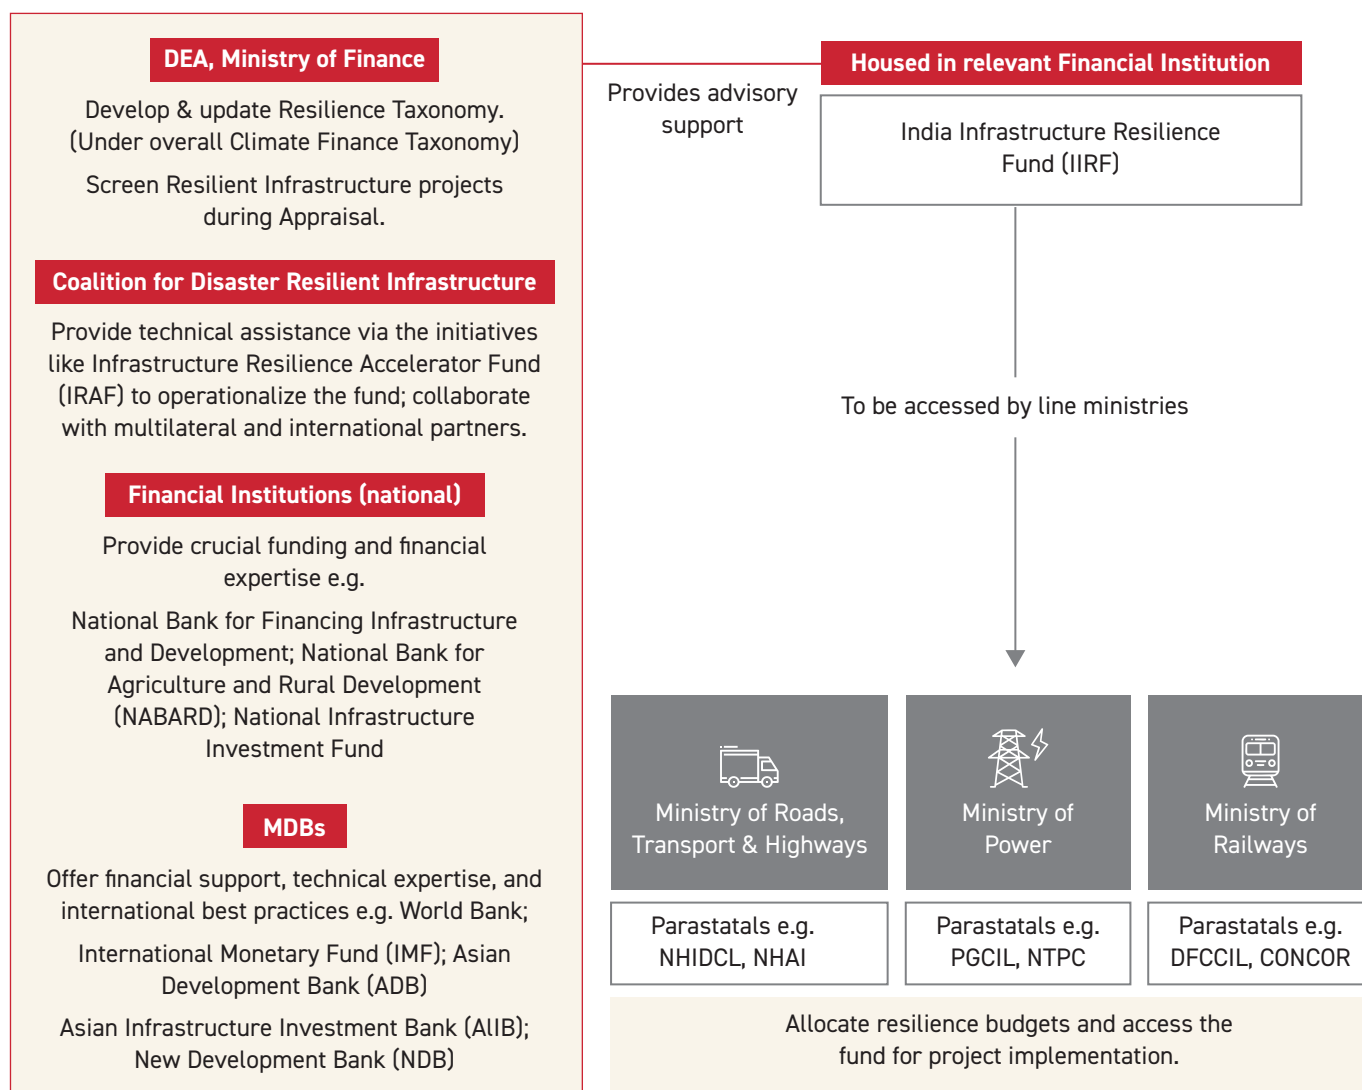 DEA, Ministry of Finance
Develop & update Resilience Taxonomy.
(Under overall Climate Finance Taxonomy)
Screen Resilient Infrastructure projects
during Appraisal.
Coalition for Disaster Resilient Infrastructure
Provide technical assistance via the initiatives
like Infrastructure Resilience Accelerator Fund
(IRAF) to operationalize the fund; collaborate
with multilateral and international partners.
Financial Institutions (national)
Provide crucial funding and financial
expertise e.g.
National Bank for Financing Infrastructure
and Development; National Bank for
Agriculture and Rural Development
(NABARD); National Infrastructure
Investment Fund
MDBs
Offer financial support, technical expertise, and
international best practices e.g. World Bank;
International Monetary Fund (IMF); Asian
Development Bank (ADB)
Asian Infrastructure Investment Bank (AlIB);
New Development Bank (NDB)
Provides advisory
support
Housed in relevant Financial Institution
India Infrastructure Resilience
Fund (IIRF)
To be accessed by line ministries
Ministry of Roads,
Transport & Highways
Parastatals e.g.
NHIDCL, NHAI
Ministry of
Power
Parastatals e.g.
PGCIL, NTPC
Ministry of
Railways
Parastatals e.g.
DFCCIL, CONCOR
Allocate resilience budgets and access the
fund for project implementation.